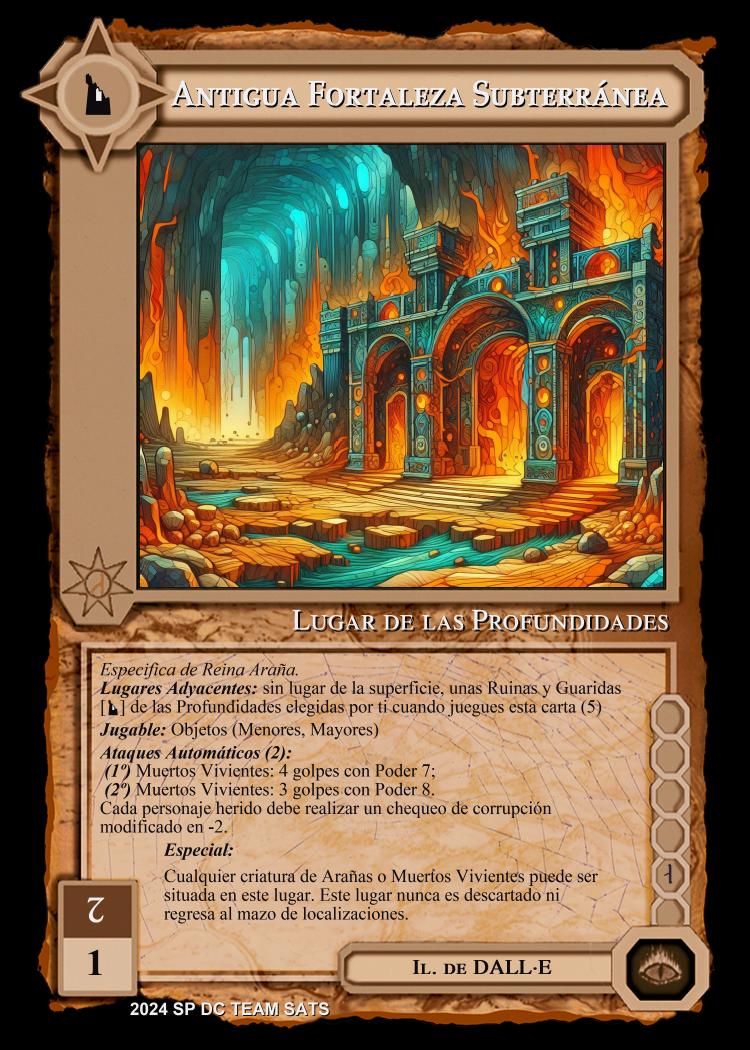 Antigua Fortaleza Subterránea
Lugar de las Profundidades
Especifica de Reina Araña.
Lugares Adyacentes: sin lugar de la superficie, unas Ruinas y Guaridas
[] de las Profundidades elegidas por ti cuando juegues esta carta (5)
Jugable: Objetos (Menores, Mayores)
Ataques Automáticos (2):
(1º) Muertos Vivientes: 4 golpes con Poder 7;
(2º) Muertos Vivientes: 3 golpes con Poder 8.
Cada personaje herido debe realizar un chequeo de corrupción
modificado en -2.
Especial:
Cualquier criatura de Arañas o Muertos Vivientes puede ser
situada en este lugar. Este lugar nunca es descartado ni
regresa al mazo de localizaciones.
2
1
Il. de DALL·E
2024 SP DC TEAM SATS